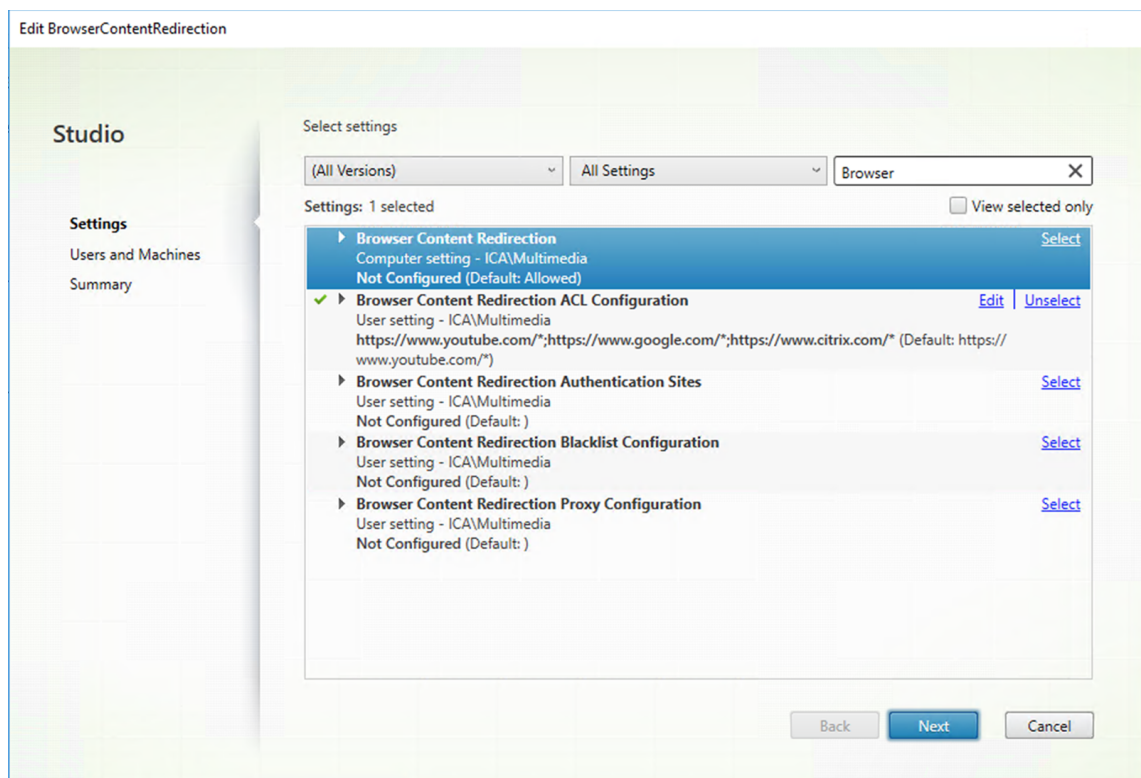 Edit BrowserContentRedirection
Studio
Settings
Users and Machines
Summary
Select settings
(All Versions)
All Settings
Browser
Settings: 1 selected
View selected only
Browser Content Redirection Select
Computer setting - ICA\Multimedia
Not Configured (Default: Allowed)
Browser Content Redirection ACL Configuration Edit Unselect
User setting - ICA\Multimedia
https://www.youtube.com/*;https://www.google.com/*;https://www.citrix.com/* (Default: https://
www.youtube.com/*)
Browser Content Redirection Authentication Sites Select
User setting - ICA\Multimedia
Not Configured (Default: )
Browser Content Redirection Blacklist Configuration Select
User setting - ICA\Multimedia
Not Configured (Default: )
Browser Content Redirection Proxy Configuration Select
User setting - ICA\Multimedia
Not Configured (Default: )
Back
Next
Cancel